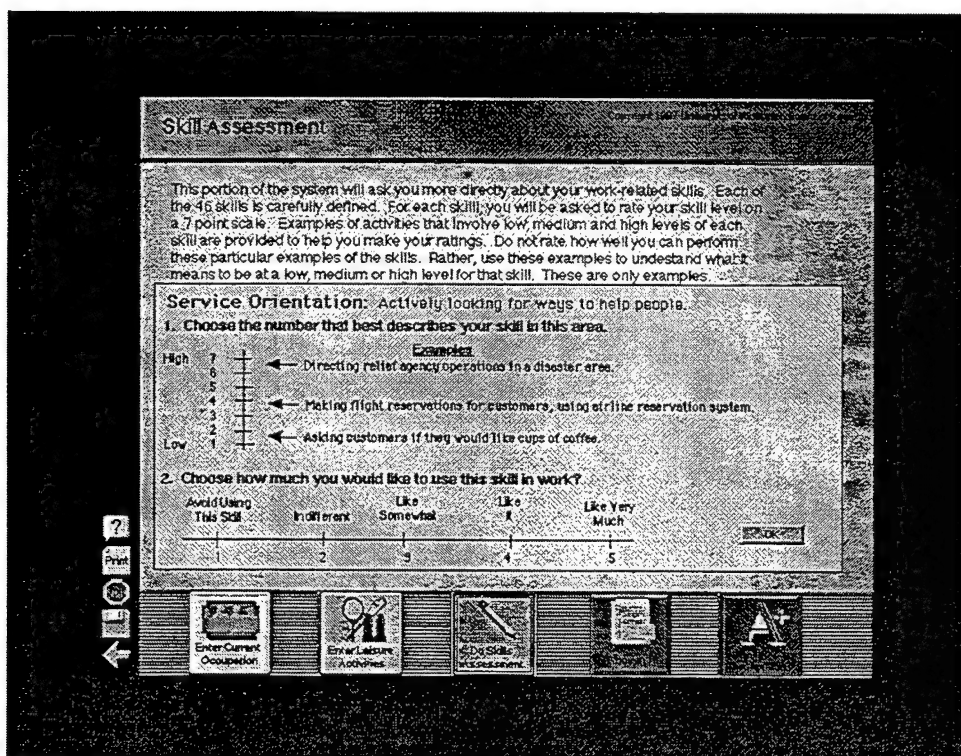 Skill Assessment
This portion of the system will ask you more directly about your work-related skills. Each of
the 46 skills is carefully defined. For each skill, you will be asked to rate your skill level on
a 7 point scale. Examples of activities that involve low, medium and high levels of each
skill are provided to help you make your ratings. Do not rate how well you can perform
these particular examples of the skills. Rather, use these examples to undestand what it
means to be at a low, medium or high level for that skill. These are only examples.
Service Orientation: Actively looking for ways to help people.
1. Choose the number that best describes your skill in this area.
Examples
High 7
6
Directing relief agency operations in a disaster area.
5
4
Making flight reservations for customers, using airline reservation system.
3
2
Asking customers if they would like cups of coffee.
Low 1
2. Choose how much you would like to use this skill in work?
Avoid Using This Skill
Indifferent
Like Somewhat
Like It
Like Very Much
1 2 3 4 5
OK
?
Print
Enter Current
Occupation
Enter Leisure
Activities
Do Skills
Assessment
A+